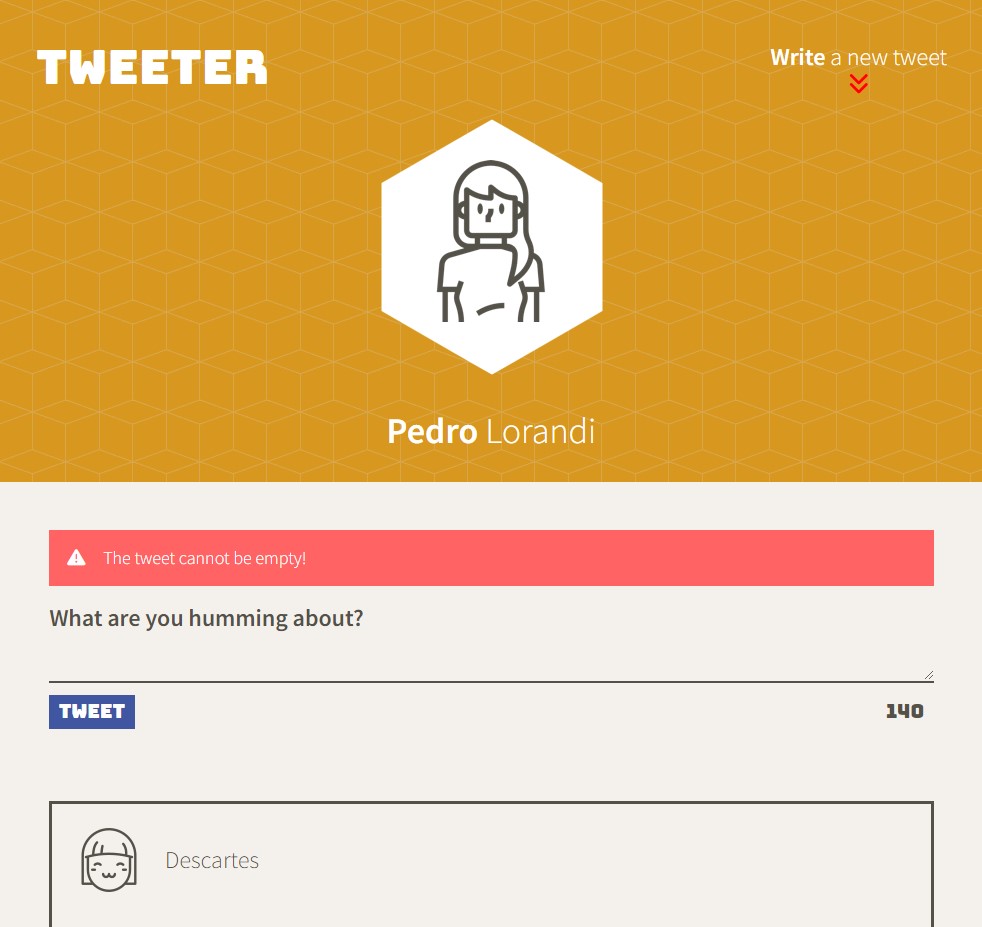 TWEETER
Write a new tweet
Pedro Lorandi
The tweet cannot be empty!
What are you humming about?
TWEET
140
Descartes